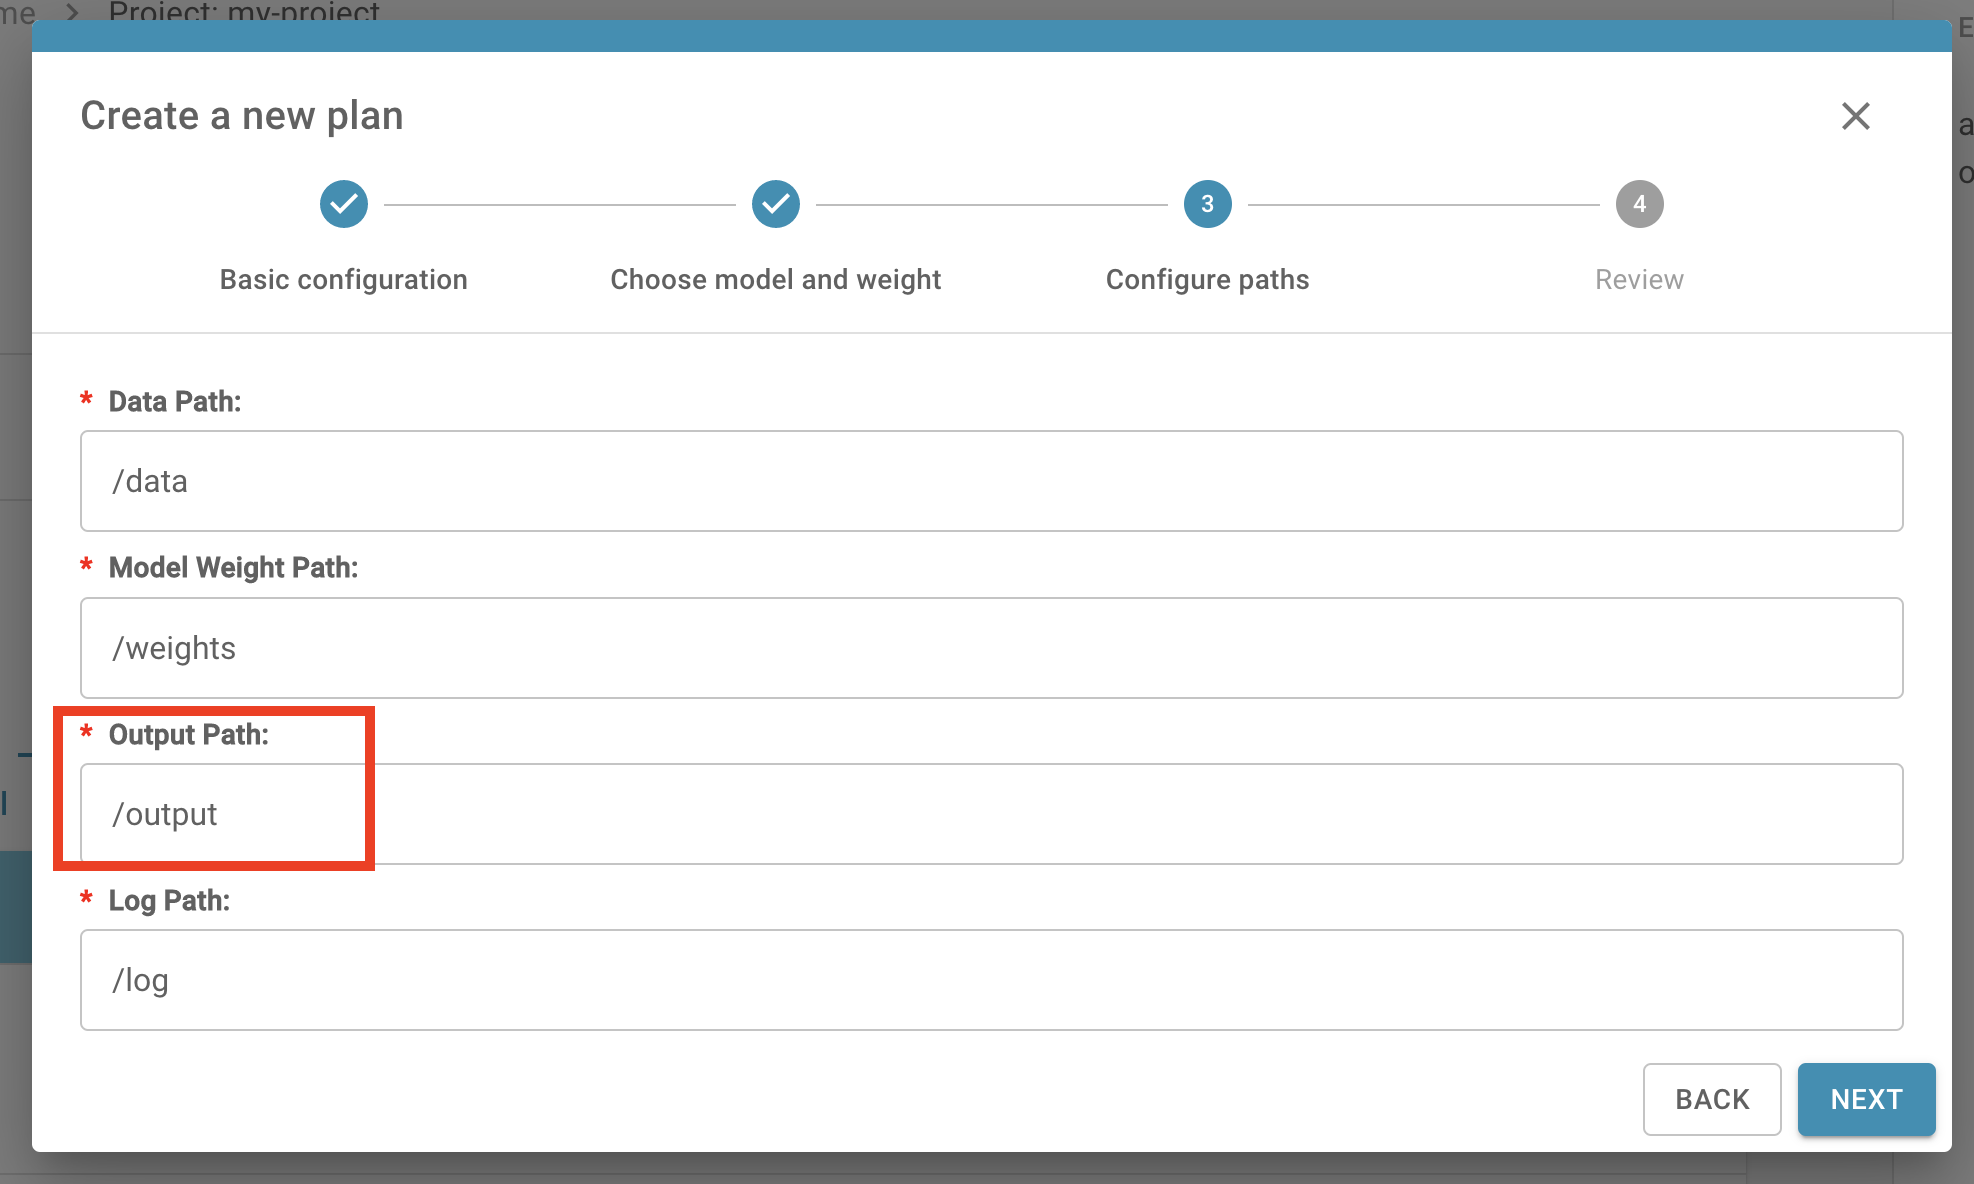 Project: my-project
Create a new plan
3
4
Basic configuration
Choose model and weight
Configure paths
Review
* Data Path:
/data
* Model Weight Path:
/weights
* Output Path:
/output
* Log Path:
/log
BACK
NEXT